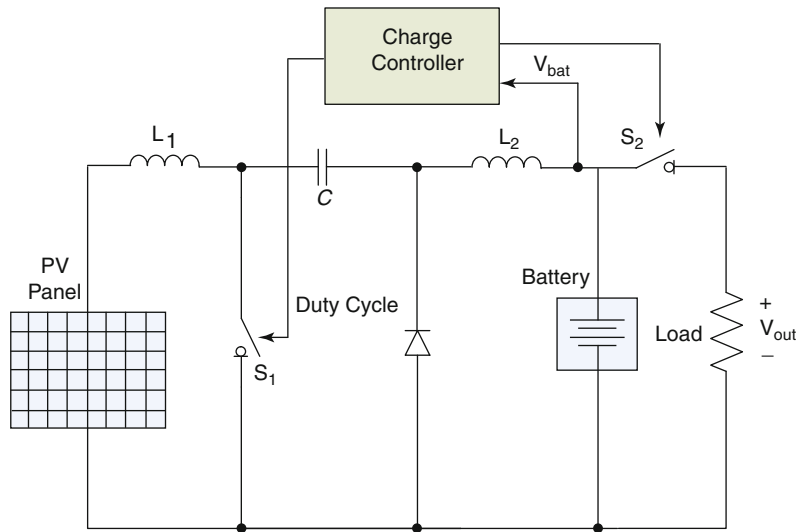 Charge
Controller
V_bat
L_1
C
L_2
S_2
PV
Panel
Duty Cycle
S_1
Battery
Load
+
V_out
−